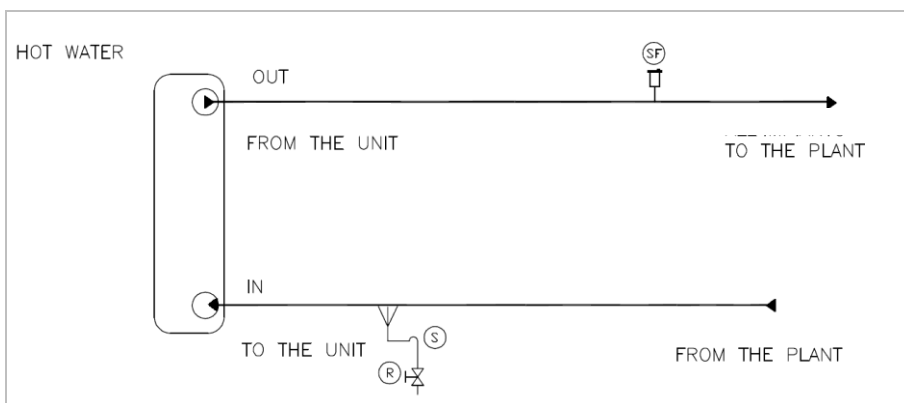 HOT WATER
SF
OUT
FROM THE UNIT
TO THE PLANT
IN
S
TO THE UNIT
FROM THE PLANT
R